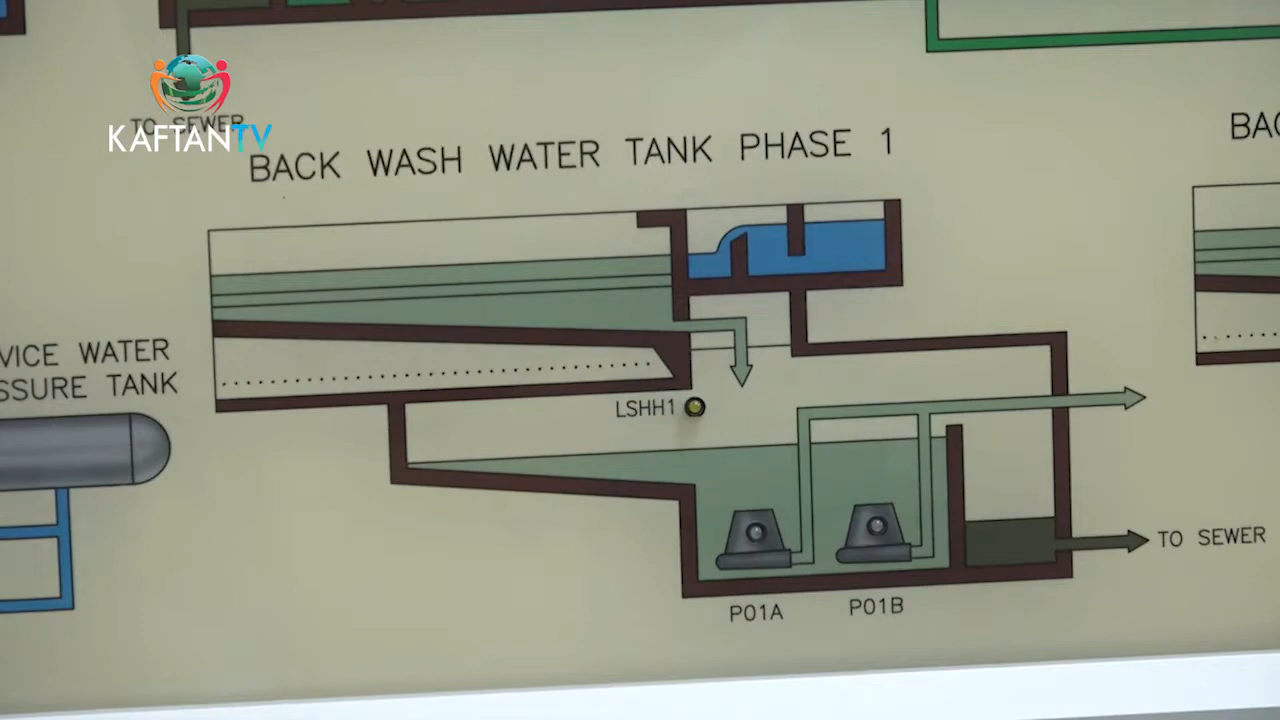 TO SEWER
KAFTANTV
BACK WASH WATER TANK PHASE 1
VICE WATER
SSURE TANK
LSHH1
TO SEWER
P01A
P01B
BAC